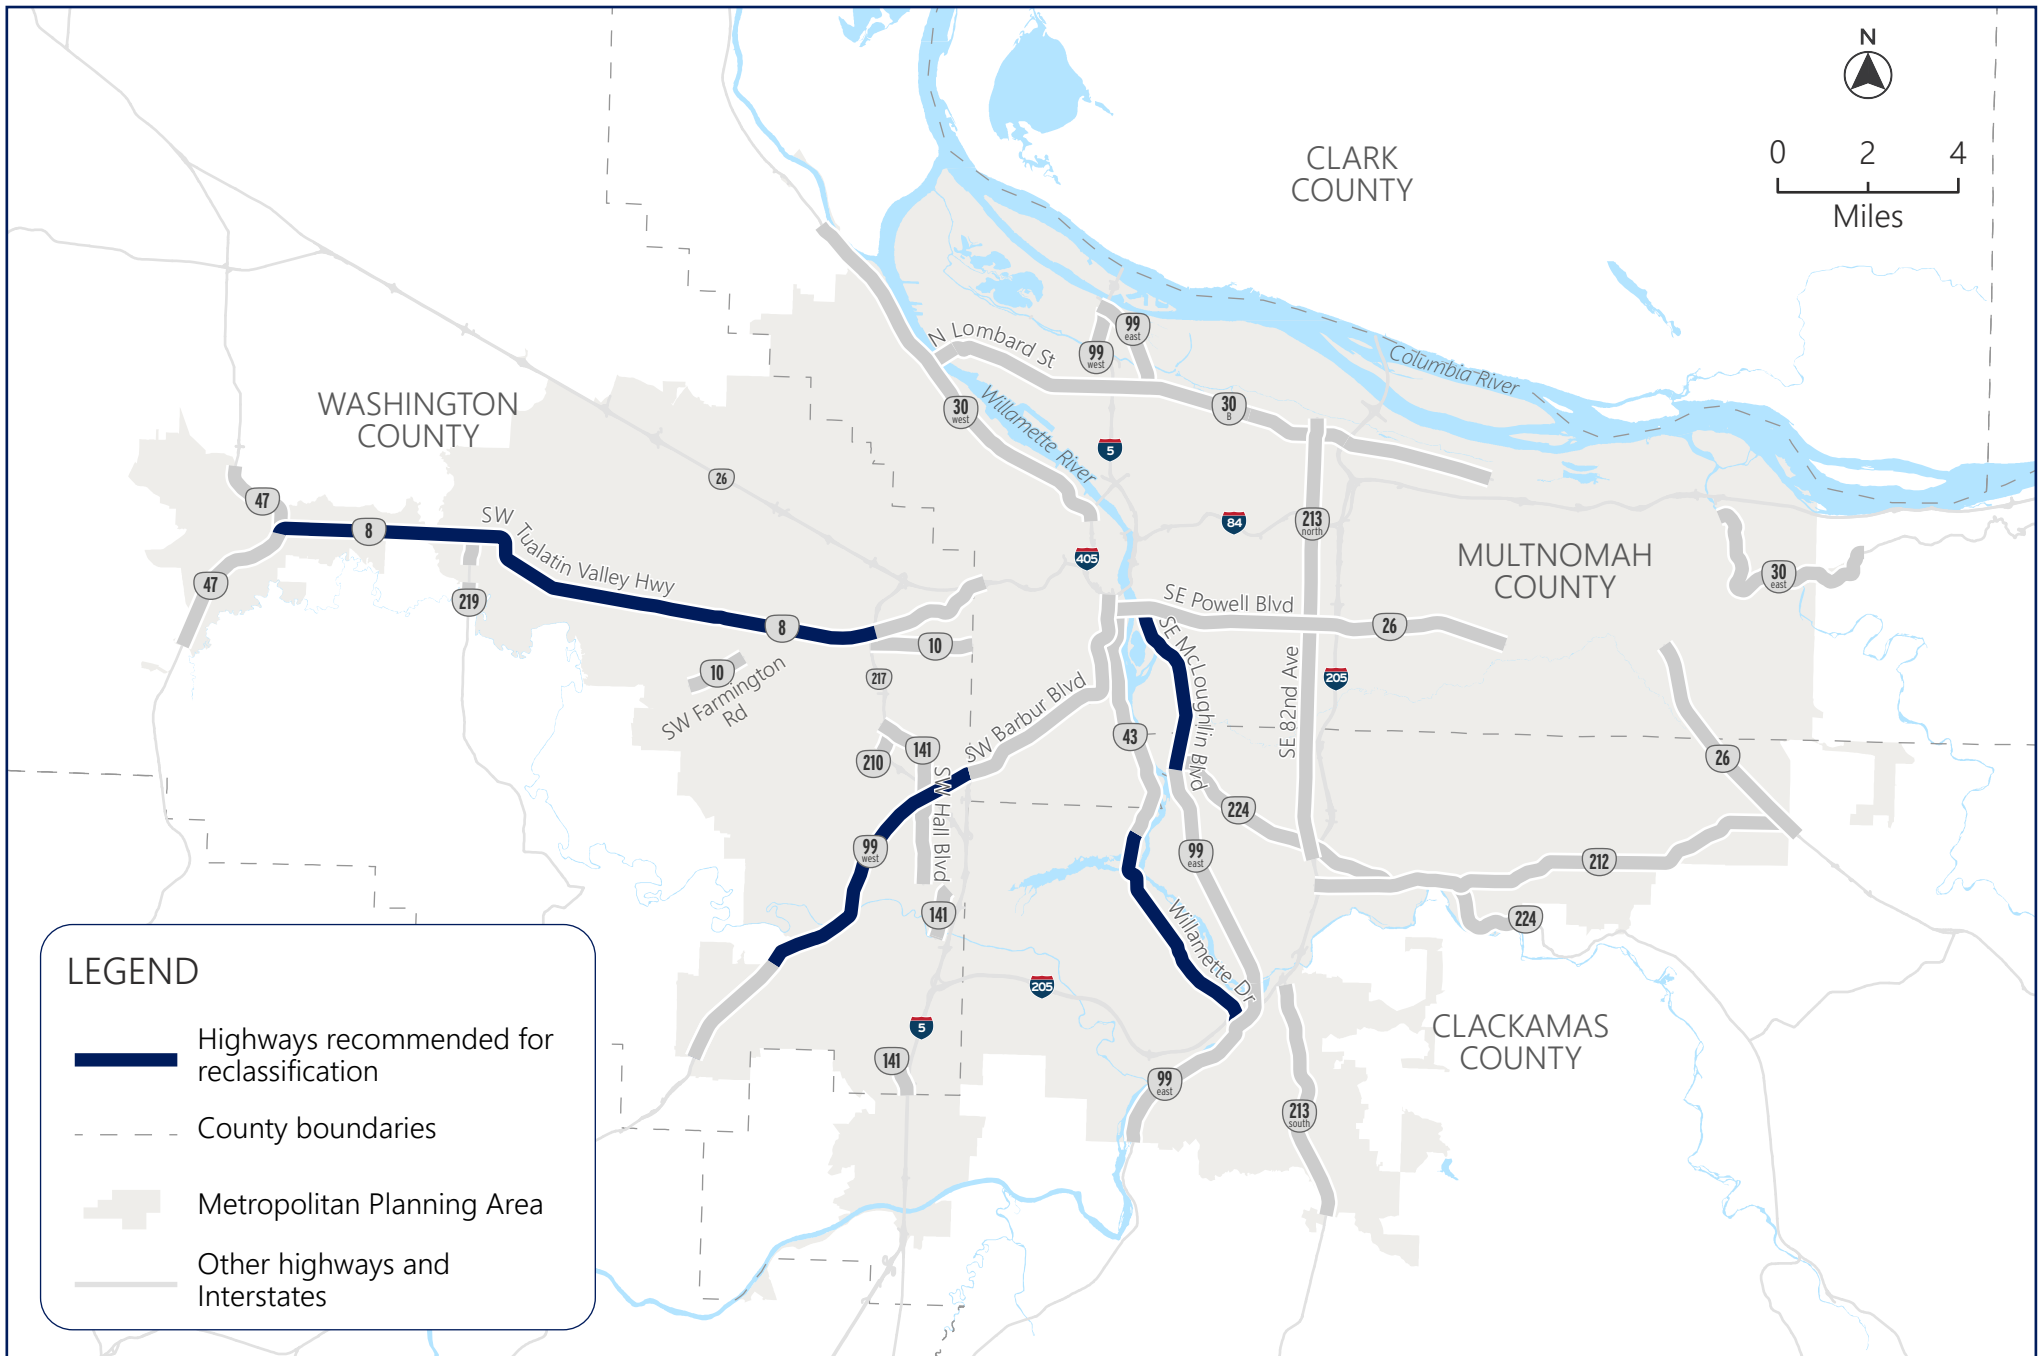 N
0 2 4
Miles
CLARK
COUNTY
99
east
99
west
N Lombard St
Columbia River
WASHINGTON
COUNTY
30
west
Willamette River
30
B
5
26
47
8
SW Tualatin Valley Hwy
84
213
north
405
MULTNOMAH
COUNTY
30
east
47
219
8
10
SE Powell Blvd
26
10
SW Farmington
Rd
217
SW Barbur Blvd
SE McLoughlin Blvd
SE 82nd Ave
205
43
141
210
SW Hall Blvd
26
224
99
west
99
east
212
141
224
Willamette Dr
205
5
141
CLACKAMAS
COUNTY
99
east
213
south
LEGEND
Highways recommended for
reclassification
County boundaries
Metropolitan Planning Area
Other highways and
Interstates